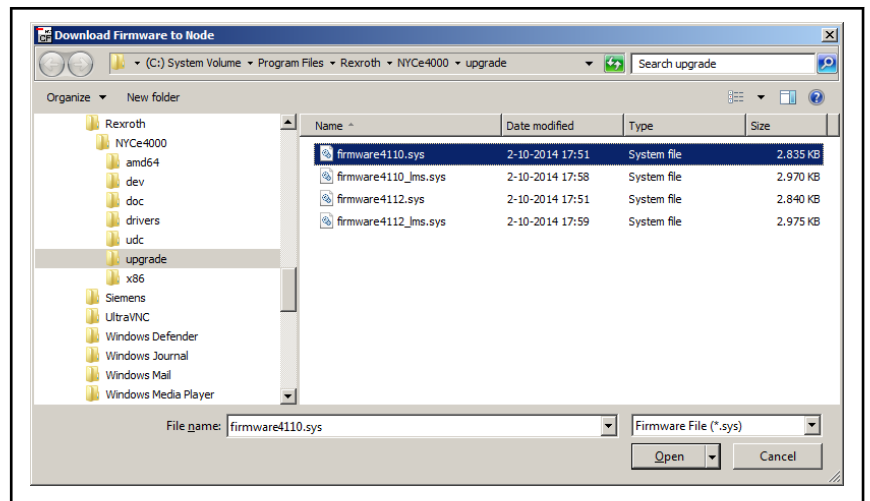 Download Firmware to Node
(C:) System Volume Program Files Rexroth NYCe4000 upgrade Search upgrade
Organize New folder
Rexroth
NYCe4000
amd64
dev
doc
drivers
udc
upgrade
x86
Siemens
UltraVNC
Windows Defender
Windows Journal
Windows Mail
Windows Media Player
Name Date modified Type Size
firmware4110.sys 2-10-2014 17:51 System file 2.835 KB
firmware4110_lms.sys 2-10-2014 17:58 System file 2.970 KB
firmware4112.sys 2-10-2014 17:51 System file 2.840 KB
firmware4112_lms.sys 2-10-2014 17:59 System file 2.975 KB
File name: firmware4110.sys Firmware File (*.sys)
Open Cancel